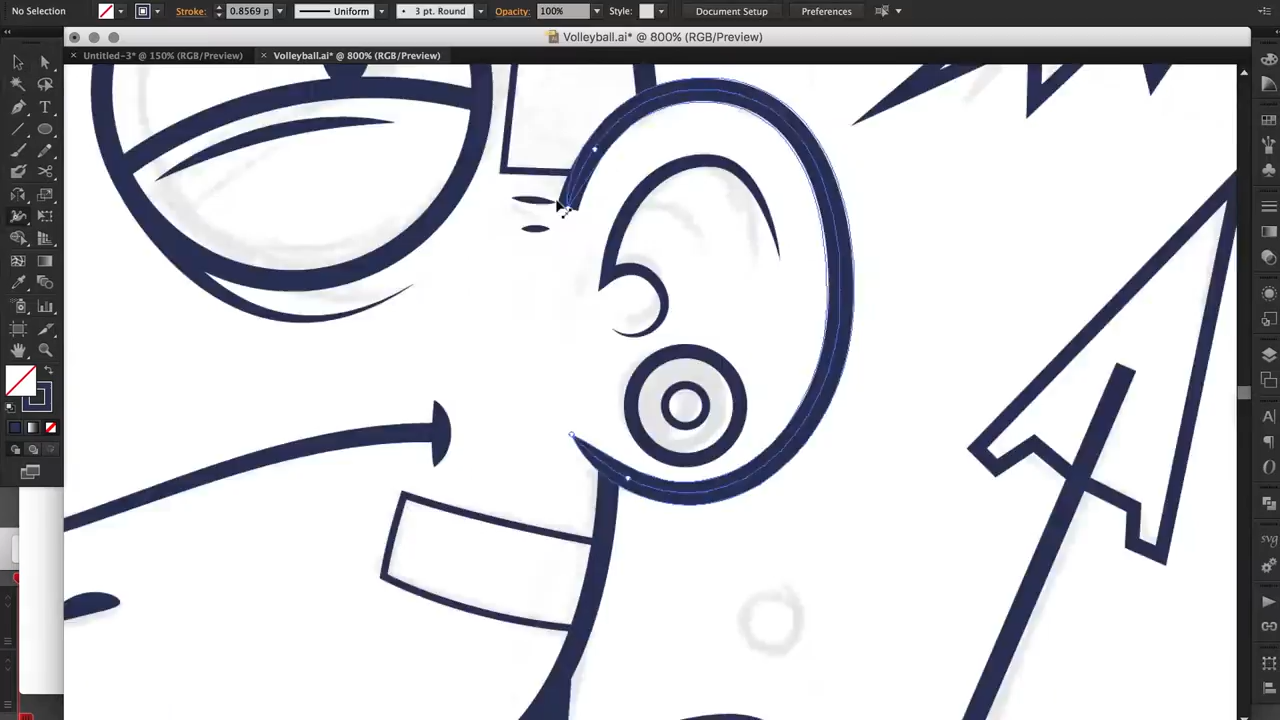 No Selection Stroke: 0.8569 p Uniform 3 pt. Round Opacity: 100% Style: Document Setup Preferences
Volleyball.ai* @ 800% (RGB/Preview)
× Untitled-3* @ 150% (RGB/Preview) × Volleyball.ai* @ 800% (RGB/Preview)